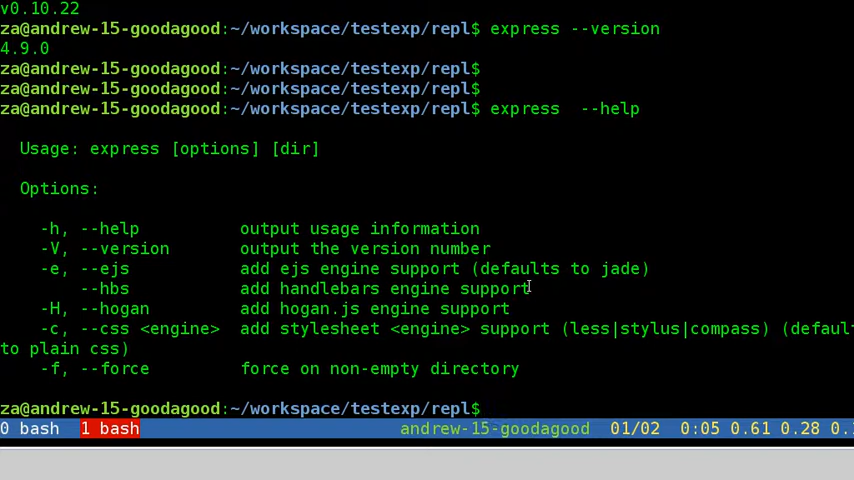 v0.10.22
za@andrew-15-goodagood:~/workspace/testexp/repl$ express --version
4.9.0
za@andrew-15-goodagood:~/workspace/testexp/repl$
za@andrew-15-goodagood:~/workspace/testexp/repl$
za@andrew-15-goodagood:~/workspace/testexp/repl$ express  --help
Usage: express [options] [dir]
Options:
-h, --help          output usage information
-V, --version       output the version number
-e, --ejs           add ejs engine support (defaults to jade)
--hbs           add handlebars engine support
-H, --hogan         add hogan.js engine support
-c, --css <engine>  add stylesheet <engine> support (less|stylus|compass) (defaul
to plain css)
-f, --force         force on non-empty directory
za@andrew-15-goodagood:~/workspace/testexp/repl$
0 bash  1 bash andrew-15-goodagood  01/02  0:05 0.61 0.28 0.